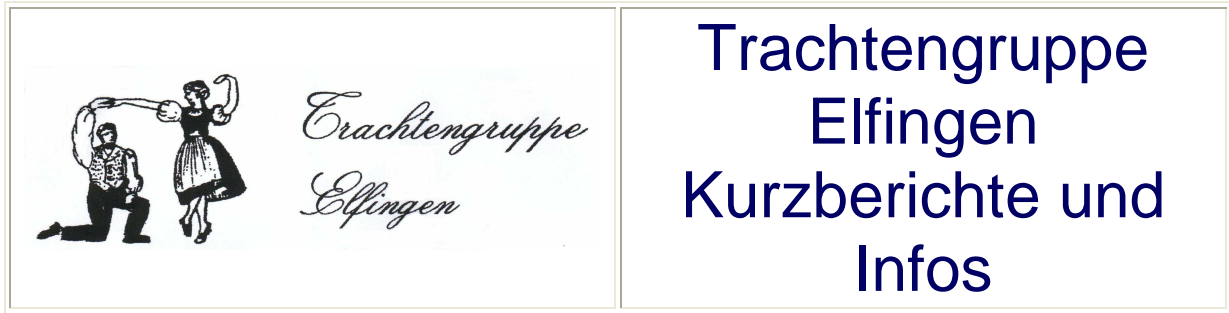 Trachtengruppe
Elfingen
Trachtengruppe
Elfingen
Kurzberichte und
Infos